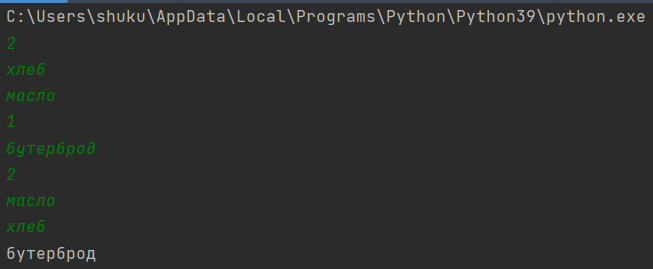 C:\Users\shuku\AppData\Local\Programs\Python\Python39\python.exe
2
хлеб
масло
1
бутерброд
2
масло
хлеб
бутерброд